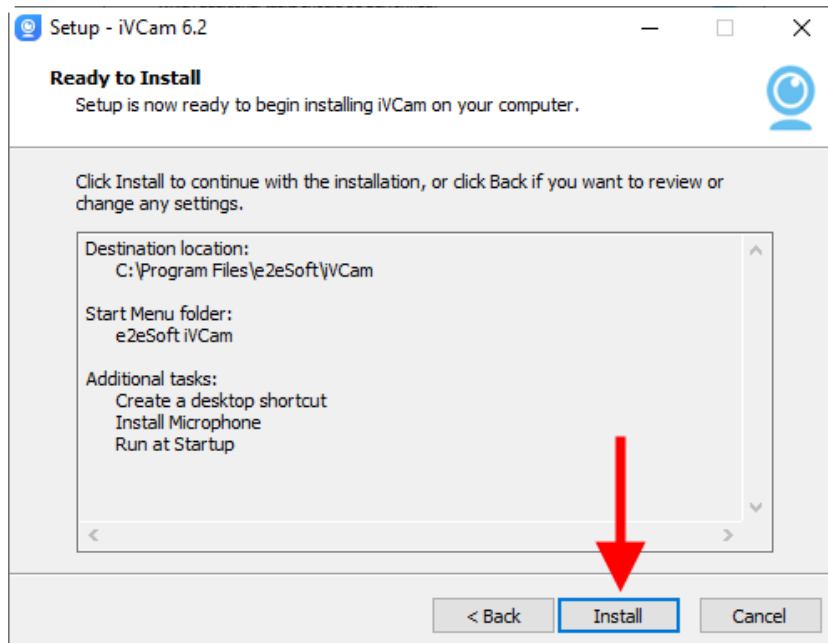 Setup - iVCam 6.2
Ready to Install
Setup is now ready to begin installing iVCam on your computer.
Click Install to continue with the installation, or click Back if you want to review or
change any settings.
Destination location:
C:\Program Files\e2eSoft\iVCam
Start Menu folder:
e2eSoft iVCam
Additional tasks:
Create a desktop shortcut
Install Microphone
Run at Startup
< Back
Install
Cancel